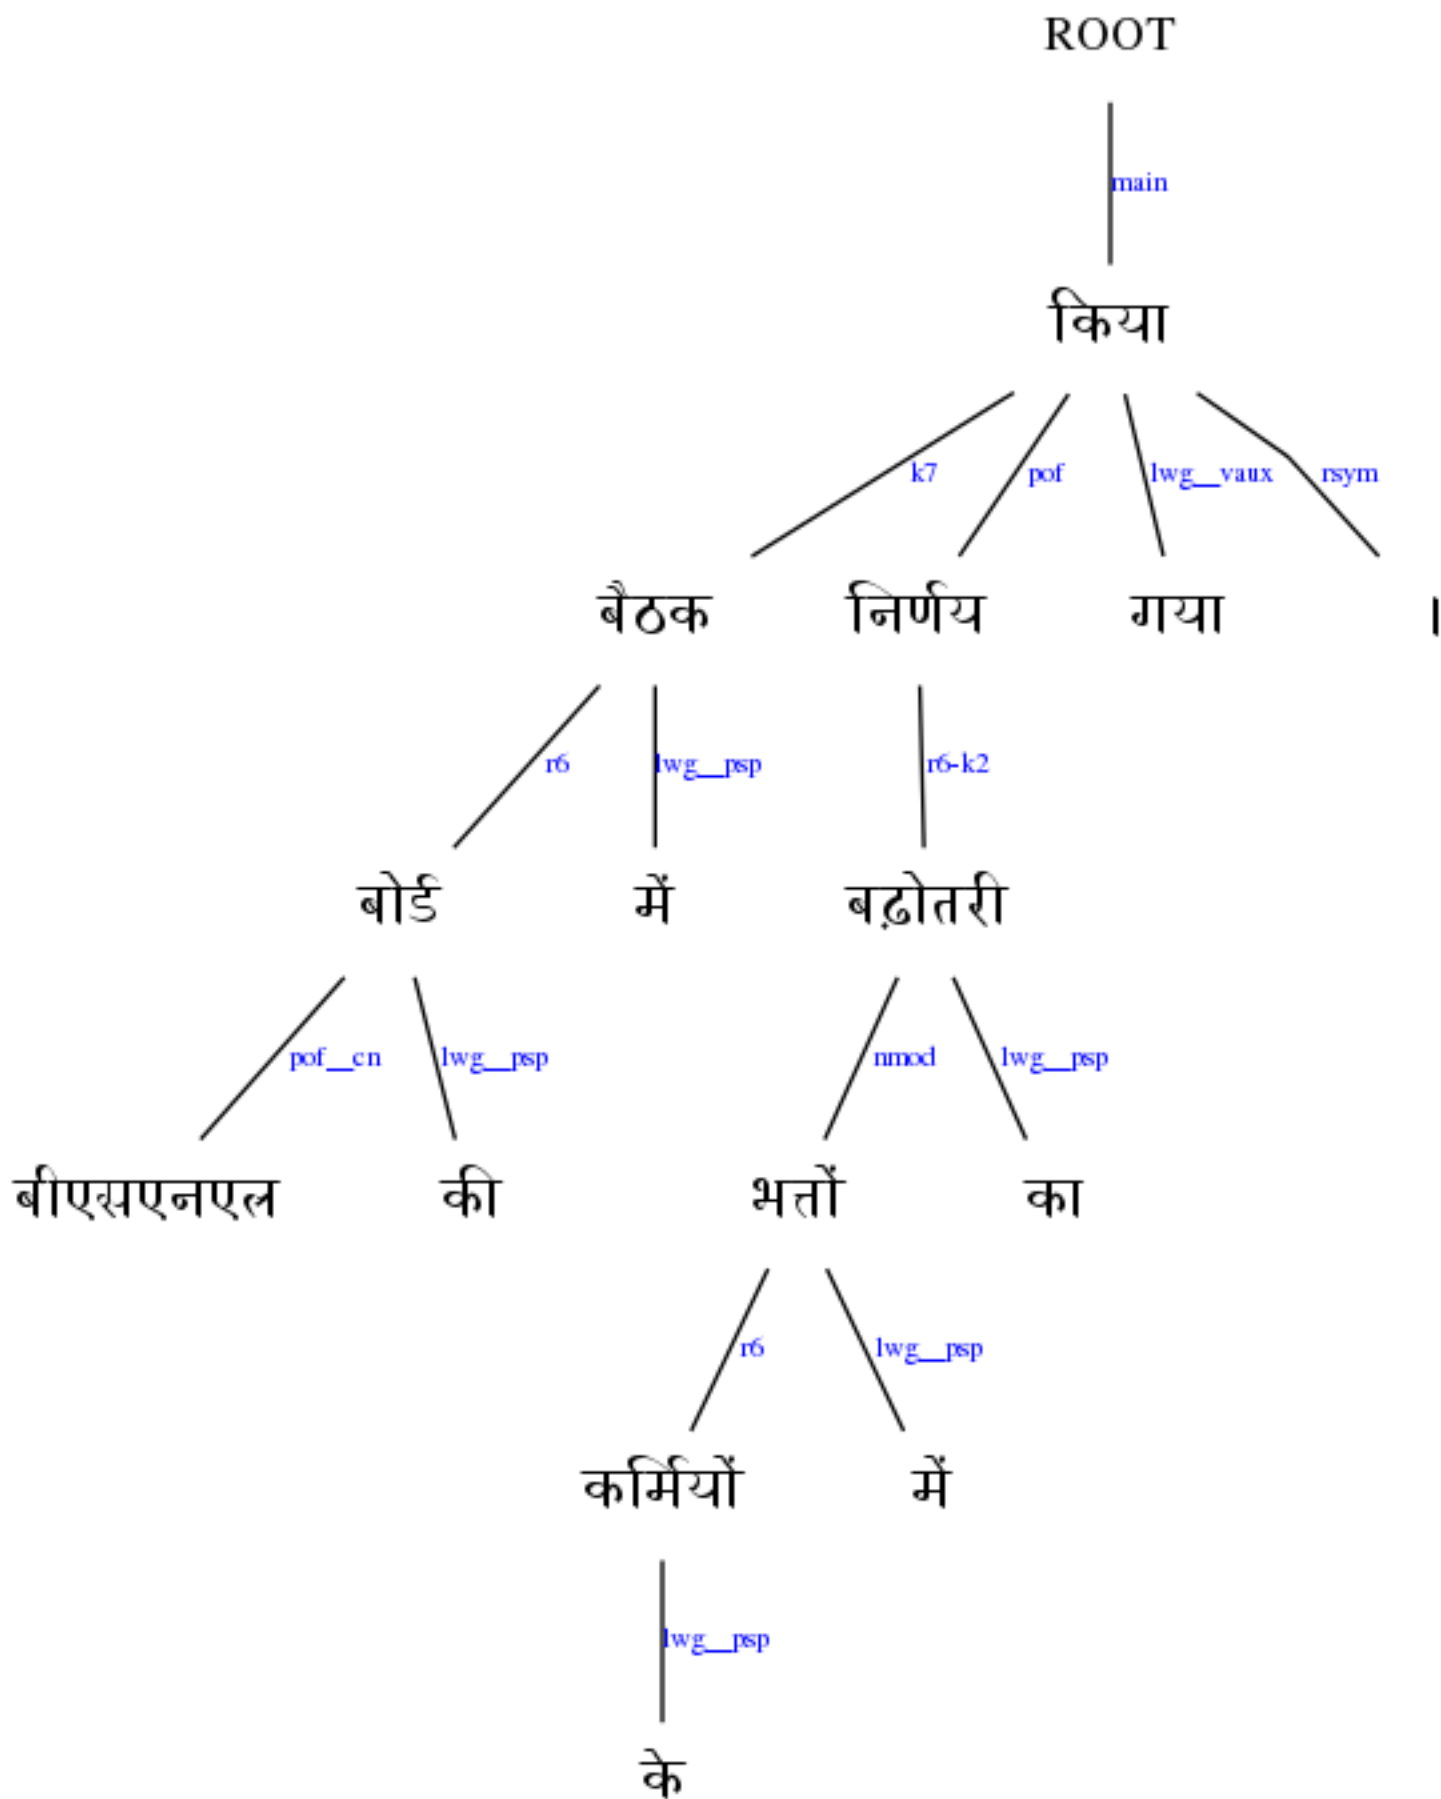 ROOT
main
किया
k7 pof lwg__vaux rsym
बैठक निर्णय गया ।
r6 lwg__psp r6-k2
बोर्ड में बढ़ोतरी
pof__cn lwg__psp nmod lwg__psp
बीएसएनएल की भत्तों का
r6 lwg__psp
कर्मियों में
lwg__psp
के